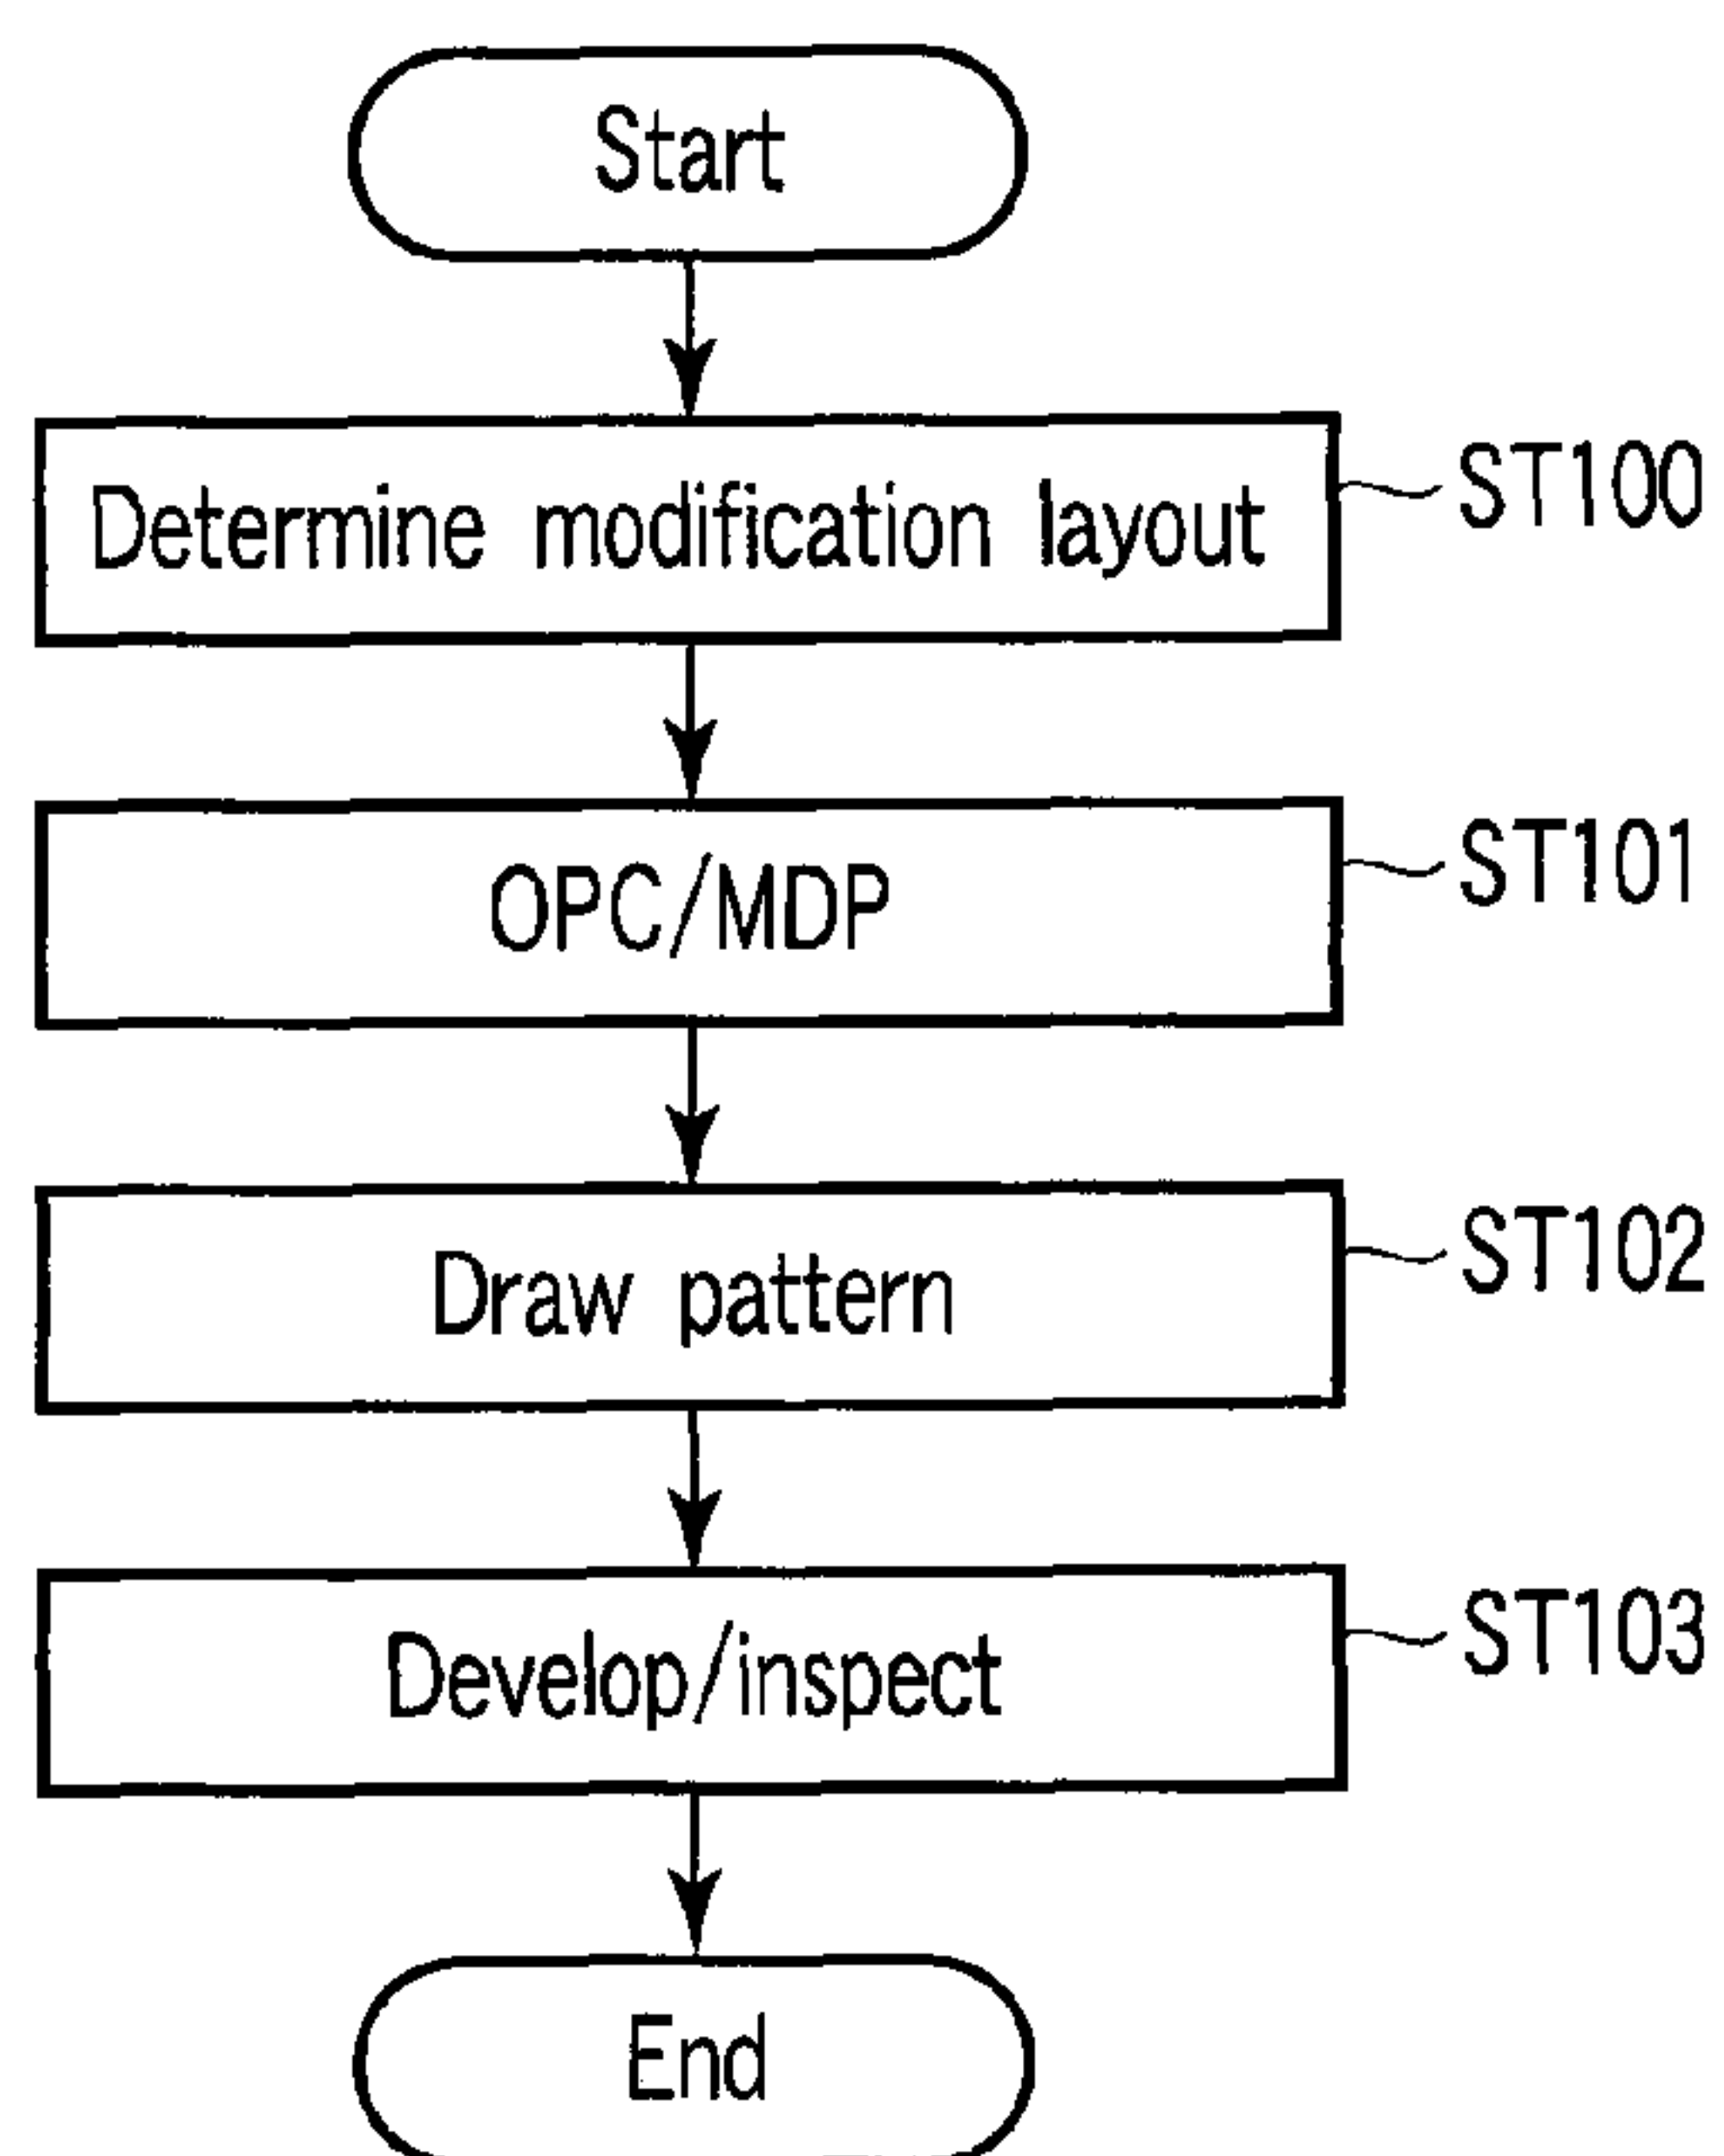 Start
Determine modification layout
ST100
OPC/MDP
ST101
Draw pattern
ST102
Develop/inspect
ST103
End